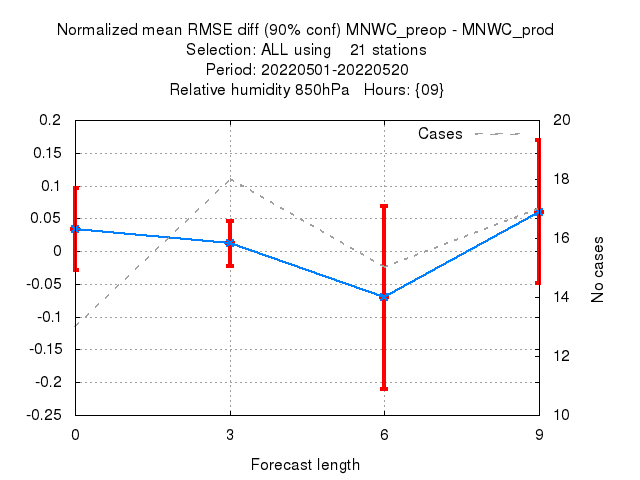 Normalized mean RMSE diff (90% conf) MNWC_preop - MNWC_prod
Selection: ALL using    21 stations
Period: 20220501-20220520
Relative humidity 850hPa   Hours: {09}
Cases
0.2
0.15
0.1
0.05
0
-0.05
-0.1
-0.15
-0.2
-0.25
20
18
16
14
12
10
No cases
0 3 6 9
Forecast length